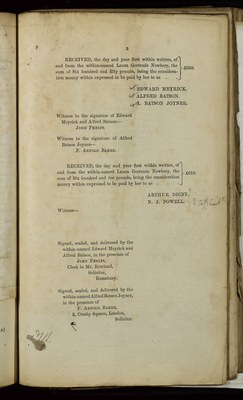 3
RECEIVED, the day and year first within written, of
and from the within-named Leora Gertrude Newbery, the
sum of Six hundred and fifty pounds, being the considera-
tion money within expressed to be paid by her to us
£650.
EDWARD MEYRICK.
ALFRED BATSON.
A. BATSON JOYNER.
Witness to the signature of Edward
Meyrick and Alfred Batson—
JOHN PHELPS.
Witness to the signature of Alfred
Batson Joyner—
F. ARNOLD BAKER.
RECEIVED, the day and year first within written, of
and from the within-named Leora Gertrude Newbery, the
sum of Six hundred and ten pounds, being the consideration
money within expressed to be paid by her to us
£610.
ARTHUR DIGBY.
N. J. POWELL.
Witness—
Signed, sealed, and delivered by the
within-named Edward Meyrick and
Alfred Batson, in the presence of
JOHN PHELPS,
Clerk to Mr. Rowland,
Solicitor,
Ramsbury.
Signed, sealed, and delivered by the
within-named Alfred Batson Joyner,
in the presence of
F. ARNOLD BAKER,
2, Crosby Square, London,
Solicitor.